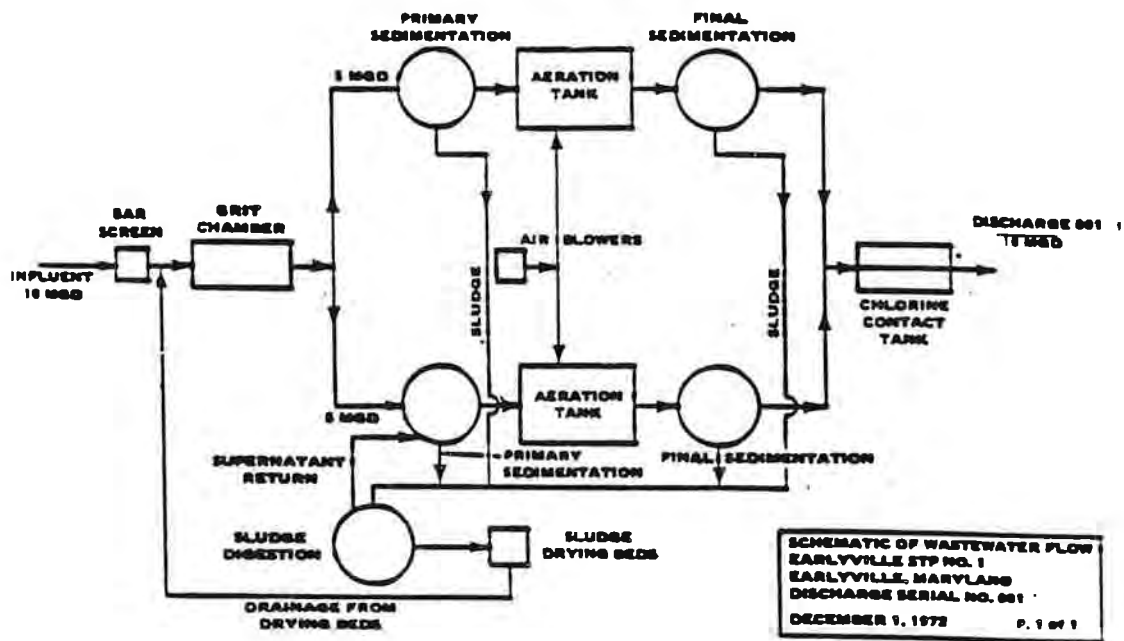 PRIMARY
SEDIMENTATION
FINAL
SEDIMENTATION
5 MGD
AERATION
TANK
BAR
SCREEN
GRIT
CHAMBER
AIR BLOWERS
DISCHARGE 001
10 MGD
INFLUENT
10 MGD
SLUDGE
SLUDGE
CHLORINE
CONTACT
TANK
5 MGD
AERATION
TANK
SUPERNATANT
RETURN
PRIMARY
SEDIMENTATION
FINAL SEDIMENTATION
SLUDGE
DIGESTION
SLUDGE
DRYING BEDS
DRAINAGE FROM
DRYING BEDS
SCHEMATIC OF WASTEWATER FLOW
EARLYVILLE STP NO. 1
EARLYVILLE, MARYLAND
DISCHARGE SERIAL NO. 001
DECEMBER 1, 1972 P. 1 OF 1